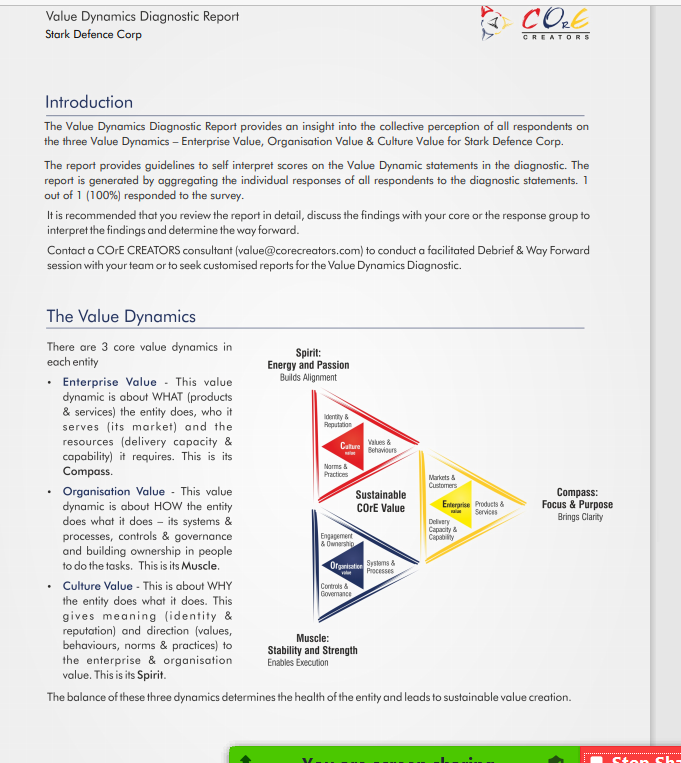 Value Dynamics Diagnostic Report
Stark Defence Corp
COrE
CREATORS
Introduction
The Value Dynamics Diagnostic Report provides an insight into the collective perception of all respondents on
the three Value Dynamics – Enterprise Value, Organisation Value & Culture Value for Stark Defence Corp.
The report provides guidelines to self interpret scores on the Value Dynamic statements in the diagnostic. The
report is generated by aggregating the individual responses of all respondents to the diagnostic statements. 1
out of 1 (100%) responded to the survey.
It is recommended that you review the report in detail, discuss the findings with your core or the response group to
interpret the findings and determine the way forward.
Contact a COrE CREATORS consultant (value@corecreators.com) to conduct a facilitated Debrief & Way Forward
session with your team or to seek customised reports for the Value Dynamics Diagnostic.
The Value Dynamics
There are 3 core value dynamics in
each entity
• Enterprise Value - This value
dynamic is about WHAT (products
& services) the entity does, who it
serves (its market) and the
resources (delivery capacity &
capability) it requires. This is its
Compass.
• Organisation Value - This value
dynamic is about HOW the entity
does what it does – its systems &
processes, controls & governance
and building ownership in people
to do the tasks. This is its Muscle.
• Culture Value - This is about WHY
the entity does what it does. This
gives meaning (identity &
reputation) and direction (values,
behaviours, norms & practices) to
the enterprise & organisation
value. This is its Spirit.
Spirit:
Energy and Passion
Builds Alignment
Identity &
Reputation
Culture
value
Values &
Behaviours
Norms &
Practices
Sustainable
COrE Value
Markets &
Customers
Enterprise
value
Products &
Services
Delivery
Capacity &
Capability
Compass:
Focus & Purpose
Brings Clarity
Engagement
& Ownership
Organisation
value
Systems &
Processes
Controls &
Governance
Muscle:
Stability and Strength
Enables Execution
The balance of these three dynamics determines the health of the entity and leads to sustainable value creation.
You are screen sharing
Stop Sha